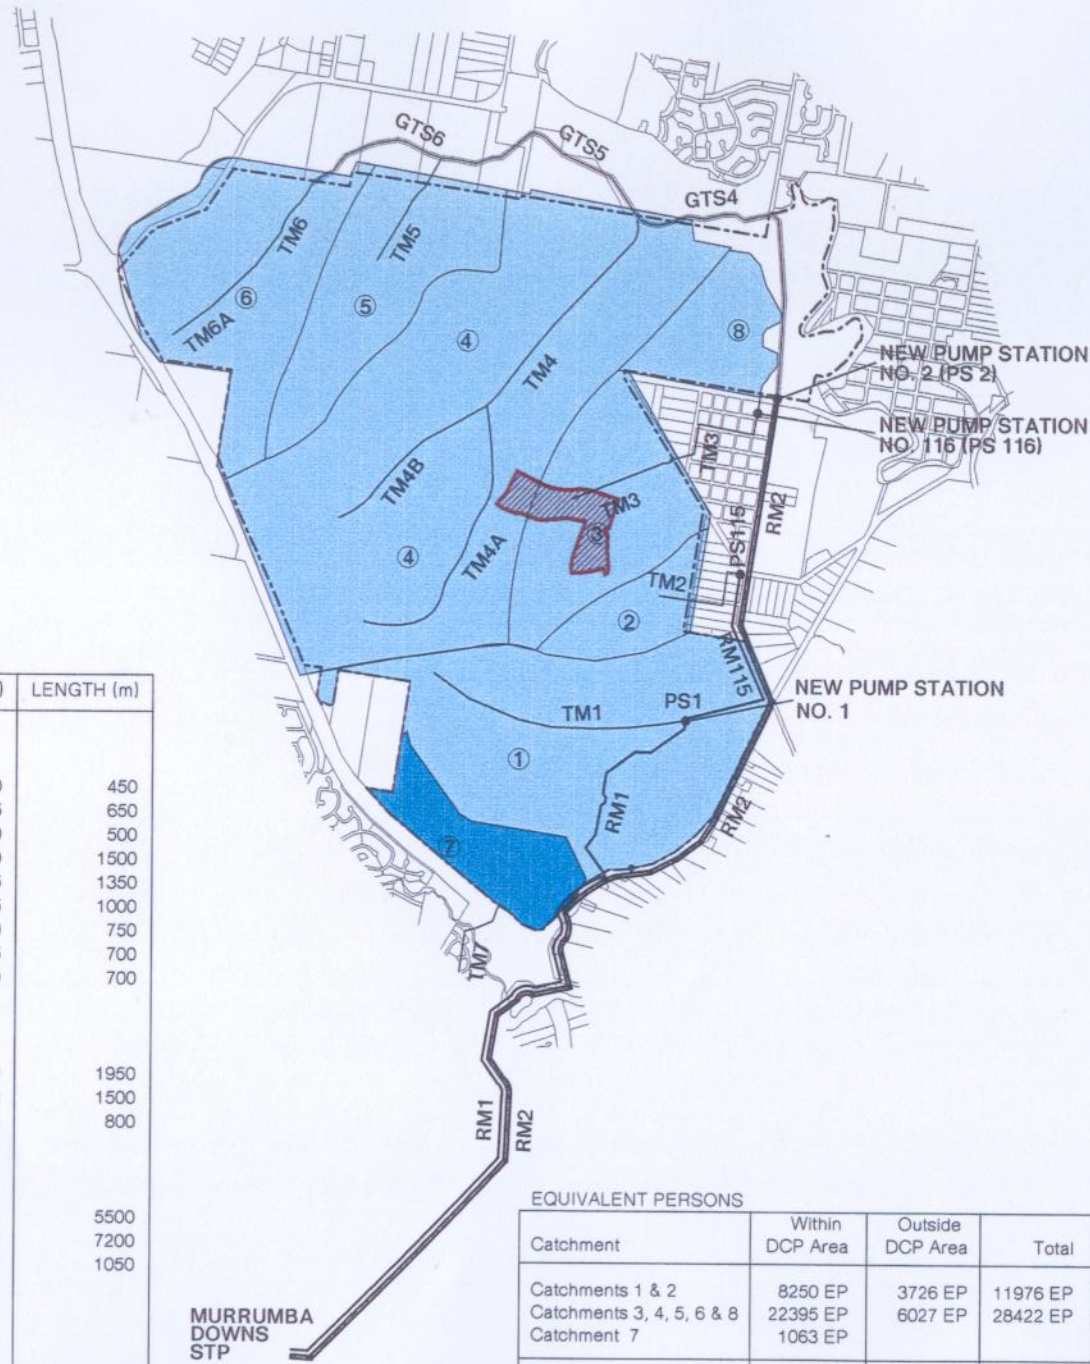 GTS6
GTS5
GTS4
TM6
TM5
TM6A
⑥
⑤
④
⑧
TM4
NEW PUMP STATION
NO. 2 (PS 2)
NEW PUMP STATION
NO. 116 (PS 116)
TM3
RM2
TM4B
TM3
③
PS115
④
TM4A
TM2
②
RM115
NEW PUMP STATION
NO. 1
PS1
TM1
①
RM1
RM2
⑦
TM7
RM1
RM2
MURRUMBA
DOWNS
STP
LENGTH (m)
450
650
500
1500
1350
1000
750
700
700
1950
1500
800
5500
7200
1050
EQUIVALENT PERSONS
Catchment Within DCP Area Outside DCP Area Total
Catchments 1 & 2 8250 EP 3726 EP 11976 EP
Catchments 3, 4, 5, 6 & 8 22395 EP 6027 EP 28422 EP
Catchment 7 1063 EP